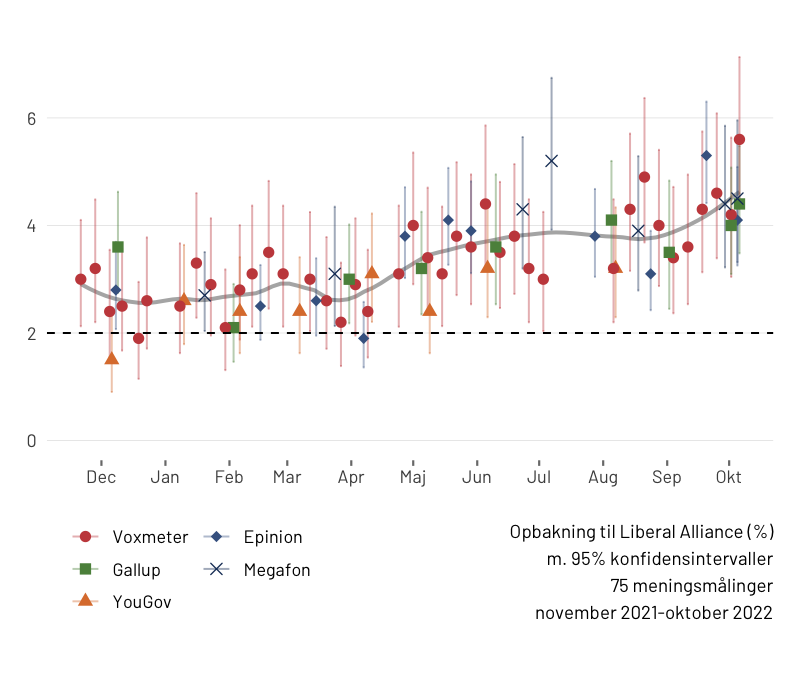 6
4
2
0
Dec Jan Feb Mar Apr Maj Jun Jul Aug Sep Okt
Voxmeter Epinion
Gallup Megafon
YouGov
Opbakning til Liberal Alliance (%)
m. 95% konfidensintervaller
75 meningsmålinger
november 2021-oktober 2022